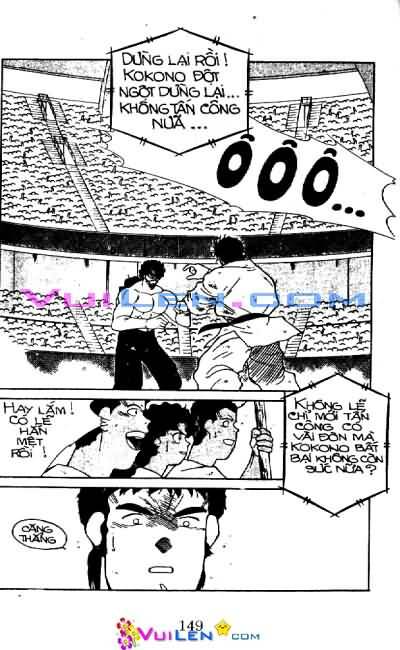 DỪNG LẠI RỒI!
KOKONO ĐỘT
NGỘT DỪNG LẠI...
KHÔNG TẤN CÔNG
NỮA...
Ồ Ồ Ồ...
VUILEN.COM
HAY LẮM!
CÓ LẼ
HẮN
MỆT
RỒI!
KHÔNG LẼ
CHỈ MỚI TẤN
CÔNG CÓ
VÀI ĐÒN MÀ
KOKONO BẤT
BẠI KHÔNG CÒN
SỨC NỮA?
CĂNG
THẲNG
149
VUILEN.COM